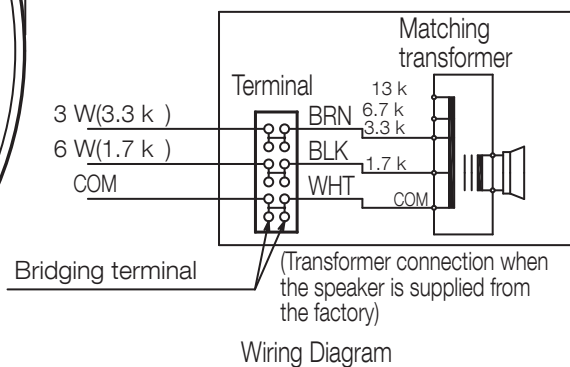 Matching
transformer
Terminal
13 k
6.7 k
3.3 k
1.7 k
COM
3 W(3.3 k )
6 W(1.7 k )
COM
BRN
BLK
WHT
Bridging terminal
(Transformer connection when
the speaker is supplied from
the factory)
Wiring Diagram